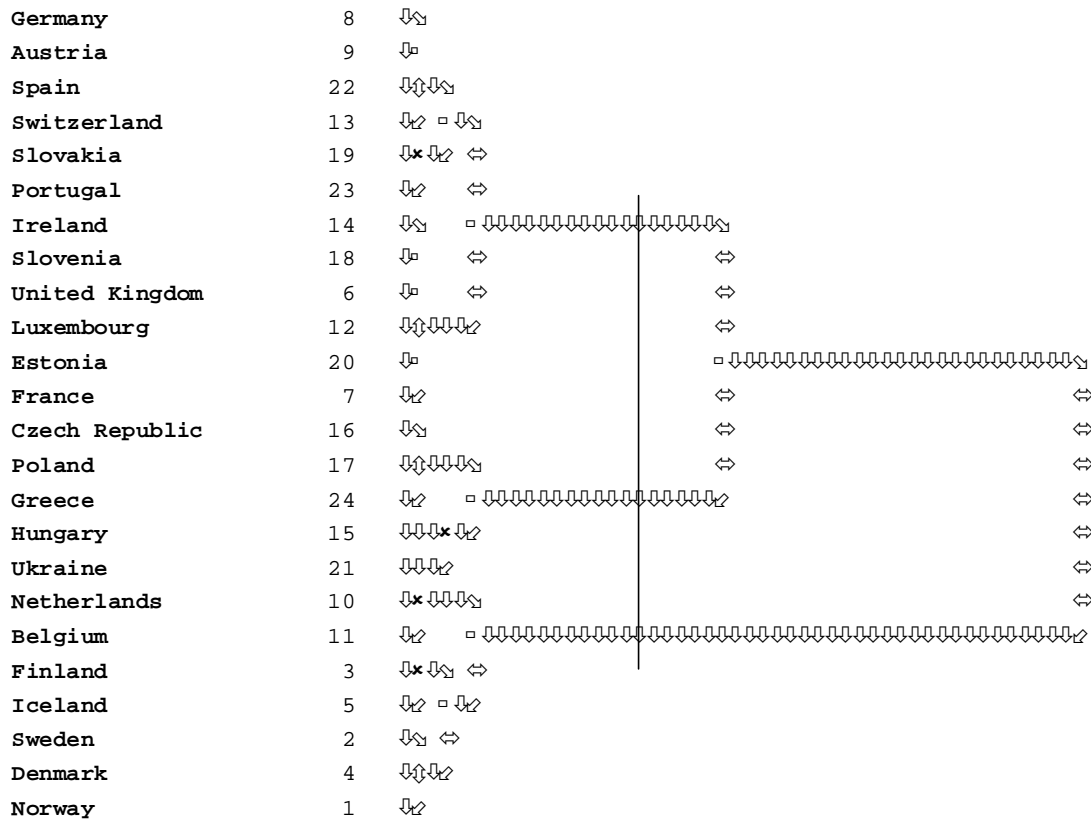 Germany 8
Austria 9
Spain 22
Switzerland 13
Slovakia 19
Portugal 23
Ireland 14
Slovenia 18
United Kingdom 6
Luxembourg 12
Estonia 20
France 7
Czech Republic 16
Poland 17
Greece 24
Hungary 15
Ukraine 21
Netherlands 10
Belgium 11
Finland 3
Iceland 5
Sweden 2
Denmark 4
Norway 1